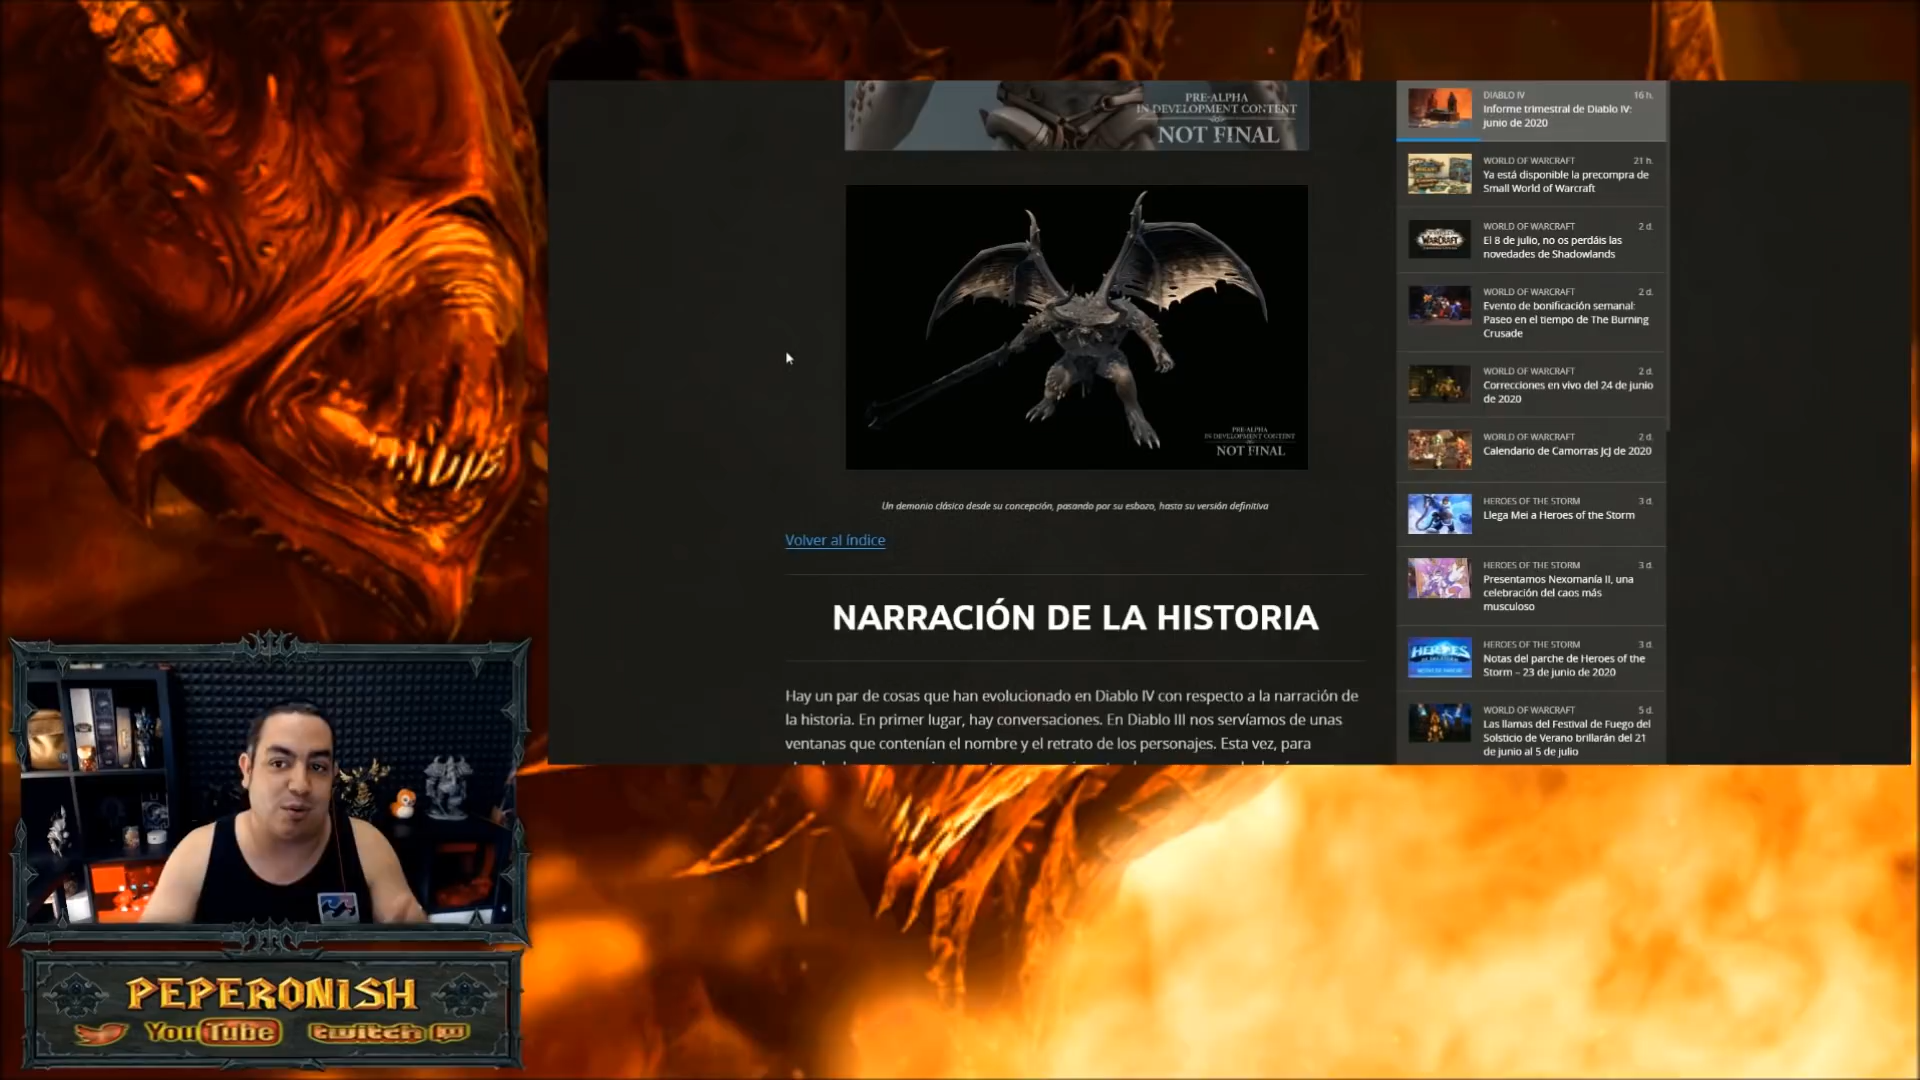 PRE-ALPHA
IN DEVELOPMENT CONTENT
NOT FINAL
PRE-ALPHA
IN DEVELOPMENT CONTENT
NOT FINAL
Un demonio clásico desde su concepción, pasando por su esbozo, hasta su versión definitiva
Volver al índice
NARRACIÓN DE LA HISTORIA
Hay un par de cosas que han evolucionado en Diablo IV con respecto a la narración de
la historia. En primer lugar, hay conversaciones. En Diablo III nos servíamos de unas
ventanas que contenían el nombre y el retrato de los personajes. Esta vez, para
DIABLO IV 16 h.
Informe trimestral de Diablo IV:
junio de 2020
WORLD OF WARCRAFT 21 h.
Ya está disponible la precompra de
Small World of Warcraft
WARCRAFT
WORLD OF WARCRAFT 2 d.
El 8 de julio, no os perdáis las
novedades de Shadowlands
WORLD OF WARCRAFT 2 d.
Evento de bonificación semanal:
Paseo en el tiempo de The Burning
Crusade
WORLD OF WARCRAFT 2 d.
Correcciones en vivo del 24 de junio
de 2020
WORLD OF WARCRAFT 2 d.
Calendario de Camorras JcJ de 2020
HEROES OF THE STORM 3 d.
Llega Mei a Heroes of the Storm
HEROES OF THE STORM 3 d.
Presentamos Nexomanía II, una
celebración del caos más
musculoso
HEROES
HEROES OF THE STORM 3 d.
Notas del parche de Heroes of the
Storm – 23 de junio de 2020
WORLD OF WARCRAFT 5 d.
Las llamas del Festival de Fuego del
Solsticio de Verano brillarán del 21
de junio al 5 de julio
PEPERONISH
YouTube twitch